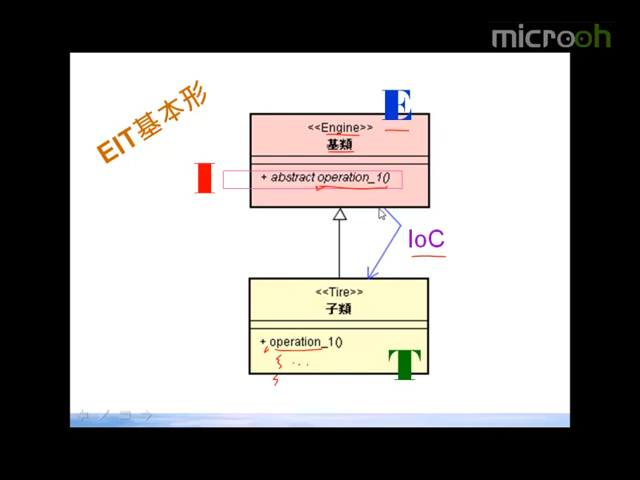 microoh
EIT基本形
E
<<Engine>>
基類
I
+ abstract operation_1()
IoC
<<Tire>>
子類
+ operation_1()
{ ...
T